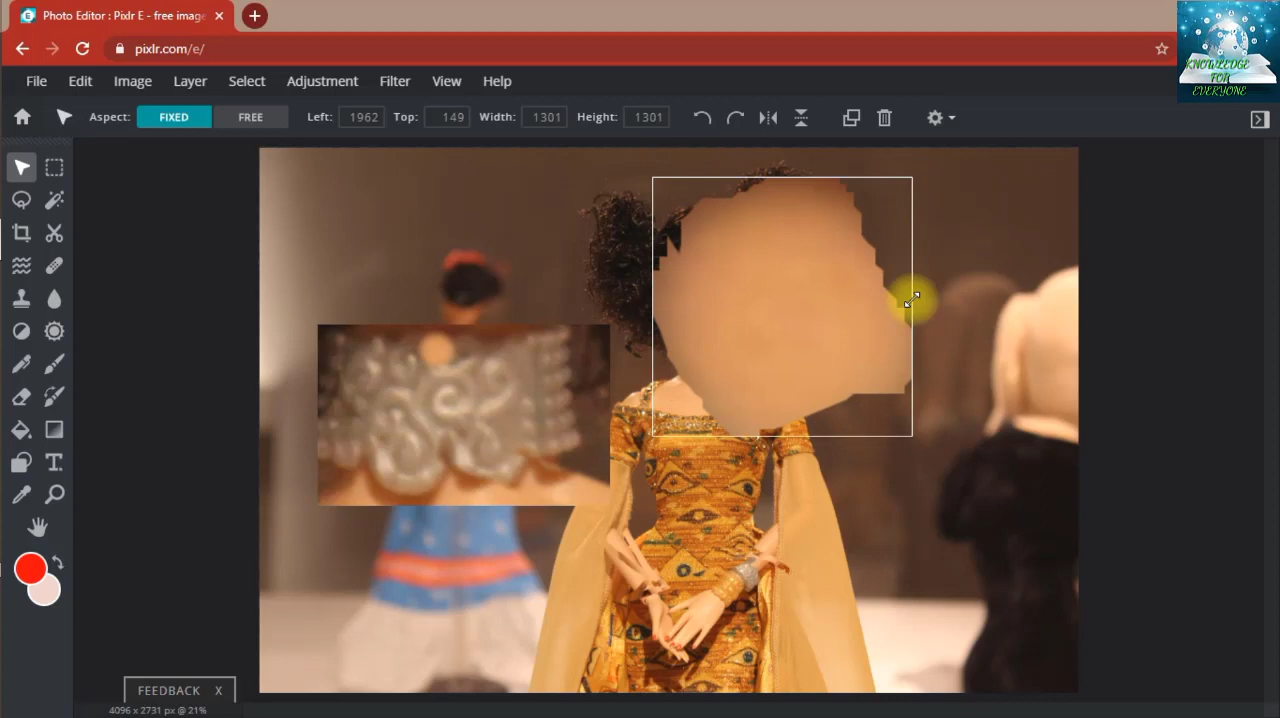 Photo Editor : Pixlr E - free image
pixlr.com/e/
KNOWLEDGE
FOR
EVERYONE
File Edit Image Layer Select Adjustment Filter View Help
Aspect: FIXED FREE Left: 1962 Top: 149 Width: 1301 Height: 1301
FEEDBACK X
4096 x 2731 px @ 21%